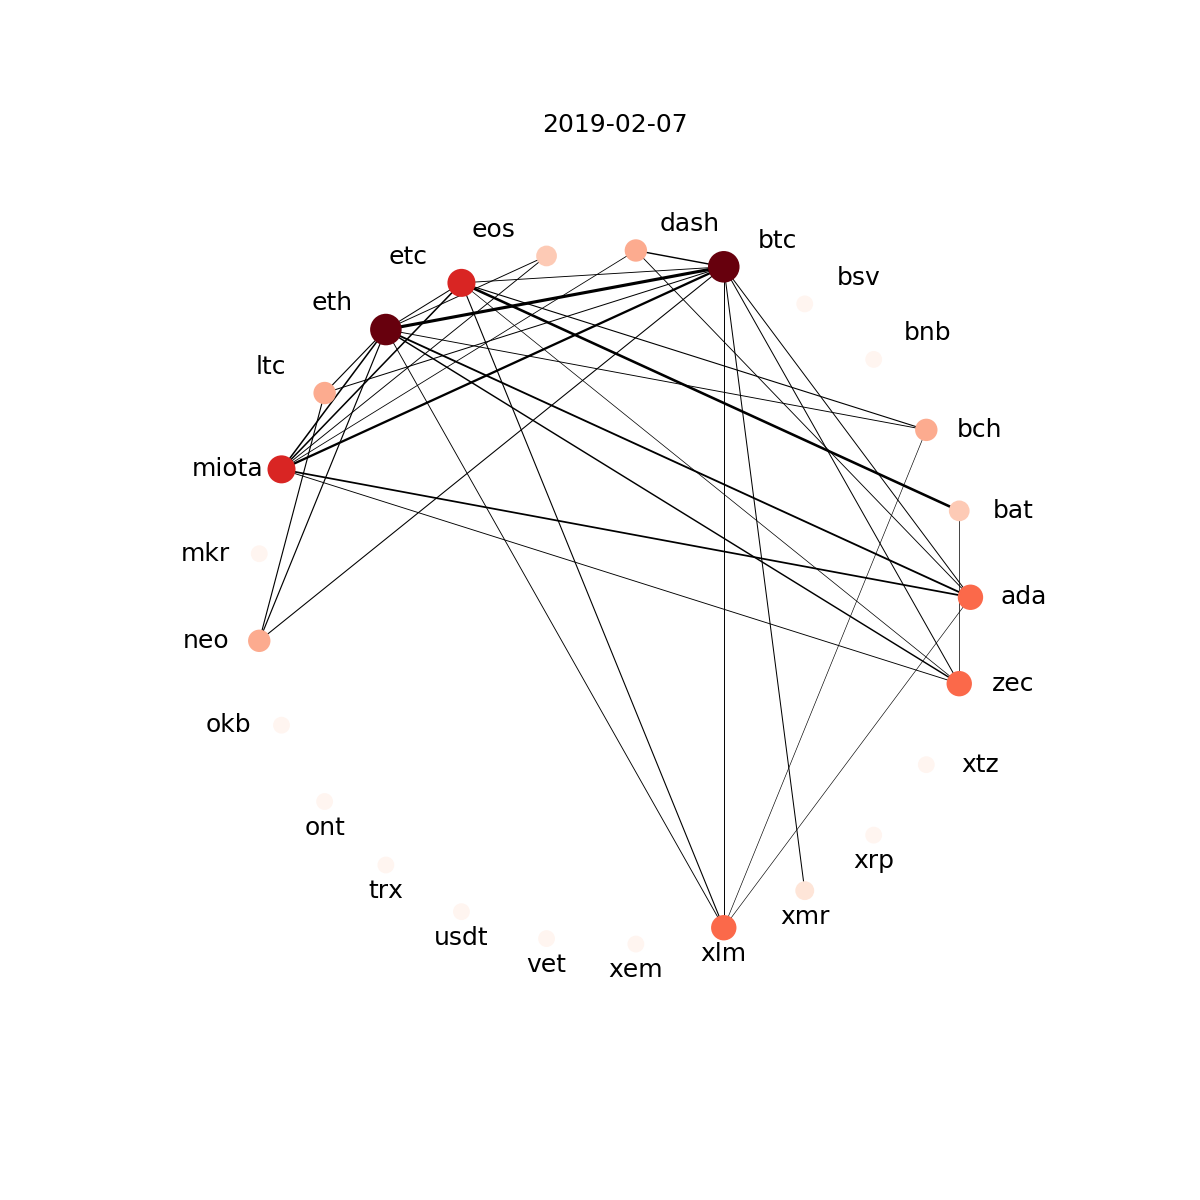 2019-02-07
dash
eos
btc
etc
bsv
eth
bnb
ltc
bch
miota
bat
mkr
ada
neo
zec
okb
xtz
ont
xrp
trx
xmr
usdt
xlm
vet
xem